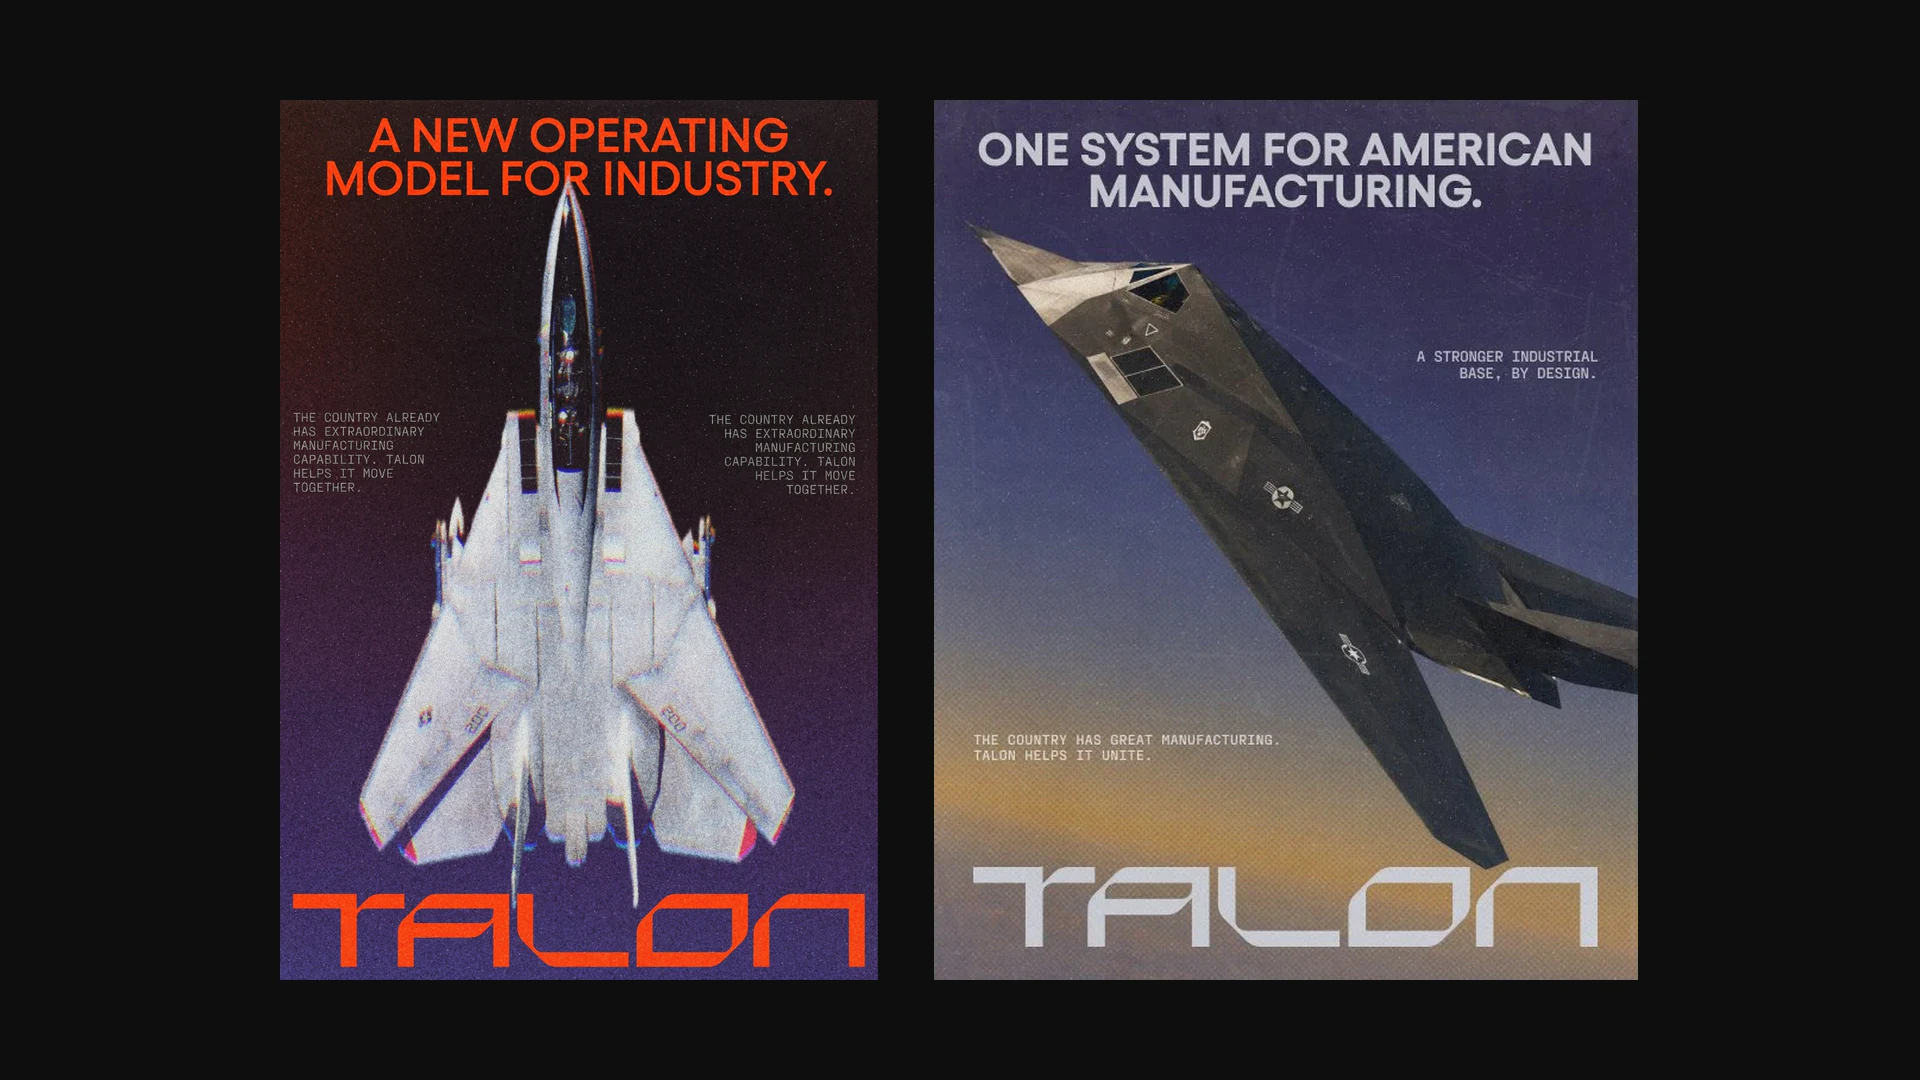 A NEW OPERATING
MODEL FOR INDUSTRY.
THE COUNTRY ALREADY
HAS EXTRAORDINARY
MANUFACTURING
CAPABILITY. TALON
HELPS IT MOVE
TOGETHER.
THE COUNTRY ALREADY
HAS EXTRAORDINARY
MANUFACTURING
CAPABILITY. TALON
HELPS IT MOVE
TOGETHER.
200
200
TALON
ONE SYSTEM FOR AMERICAN
MANUFACTURING.
A STRONGER INDUSTRIAL
BASE, BY DESIGN.
THE COUNTRY HAS GREAT MANUFACTURING.
TALON HELPS IT UNITE.
TALON